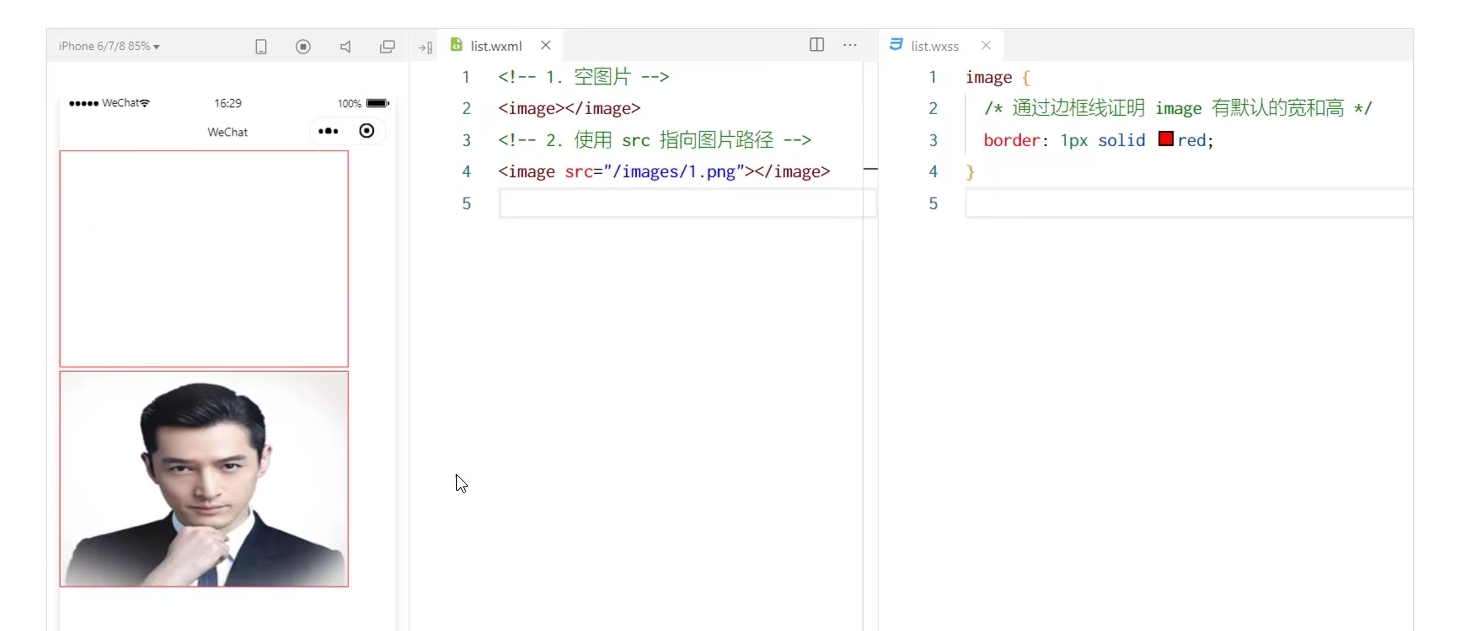 iPhone 6/7/8 85%
WeChat
16:29
100%
WeChat
list.wxml
1 <!-- 1. 空图片 -->
2 <image></image>
3 <!-- 2. 使用 src 指向图片路径 -->
4 <image src="/images/1.png"></image>
5
list.wxss
1 image {
2 /* 通过边框线证明 image 有默认的宽和高 */
3 border: 1px solid red;
4 }
5